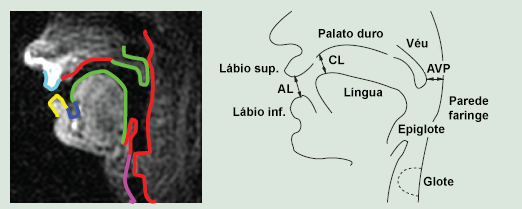 Palato duro
Véu
CL
AVP
Lábio sup.
AL
Língua
Parede
faringe
Lábio inf.
Epiglote
Glote